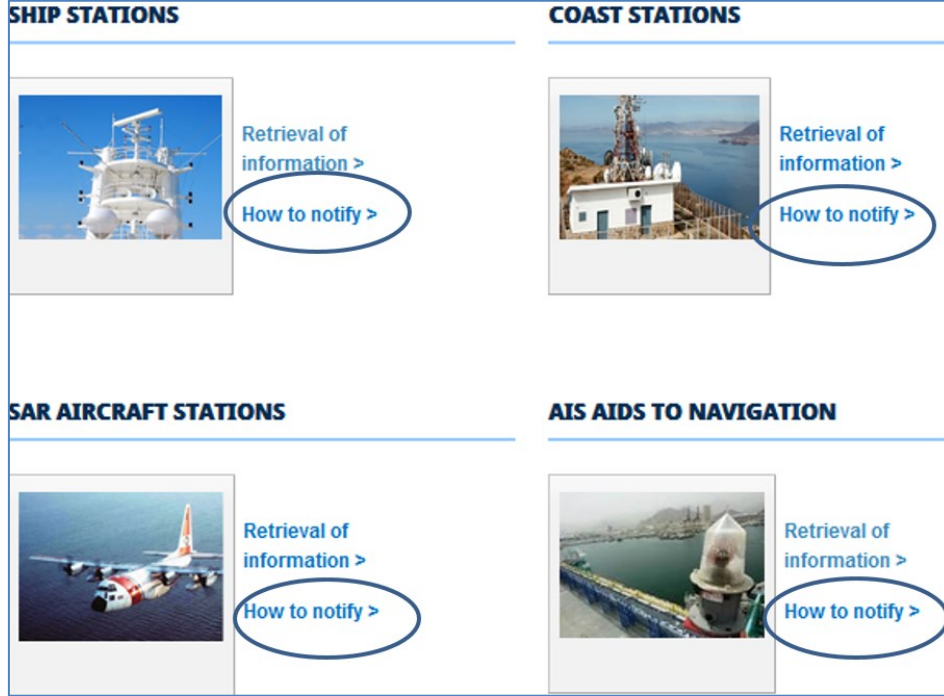 SHIP STATIONS
Retrieval of
information >
How to notify >
COAST STATIONS
Retrieval of
information >
How to notify >
SAR AIRCRAFT STATIONS
Retrieval of
information >
How to notify >
AIS AIDS TO NAVIGATION
Retrieval of
information >
How to notify >